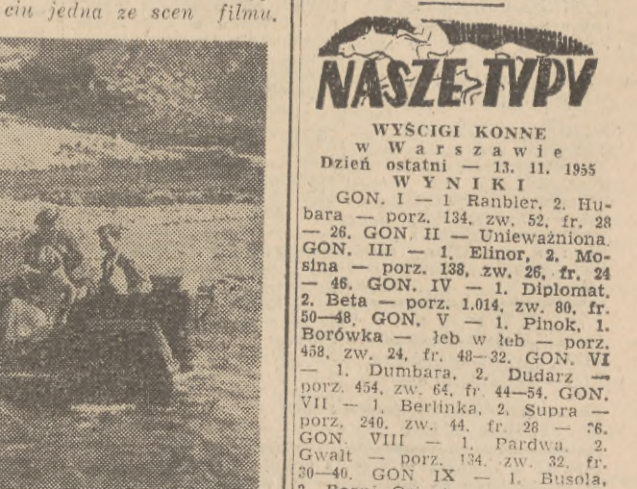 ciu jedna ze scen filmu.
NASZE TYPY
WYŚCIGI KONNE
w Warszawie
Dzień ostatni — 13. 11. 1955
WYNIKI
GON. I — 1 Ranbler, 2. Hu-
bara — porz. 134, zw. 52, fr. 28
— 26. GON. II — Unieważniona.
GON. III — 1. Elinor, 2. Mo-
sina — porz. 138, zw. 26, fr. 24
— 46. GON. IV — 1. Diplomat,
2. Beta — porz. 1.014, zw. 80, fr.
50—48. GON. V — 1. Pinok, 1.
Borówka — łeb w łeb — porz.
458, zw. 24, fr. 48—32. GON. VI
— 1. Dumbara, 2. Dudarz —
porz. 454, zw. 64, fr. 44—54. GON.
VII — 1. Berlinka, 2. Supra —
porz. 240, zw. 44, fr. 28 —
GON. VIII — 1. Pardwa, 2.
Gwałt — porz. 134, zw. 32, fr.
30—40. GON IX — 1. Busola,